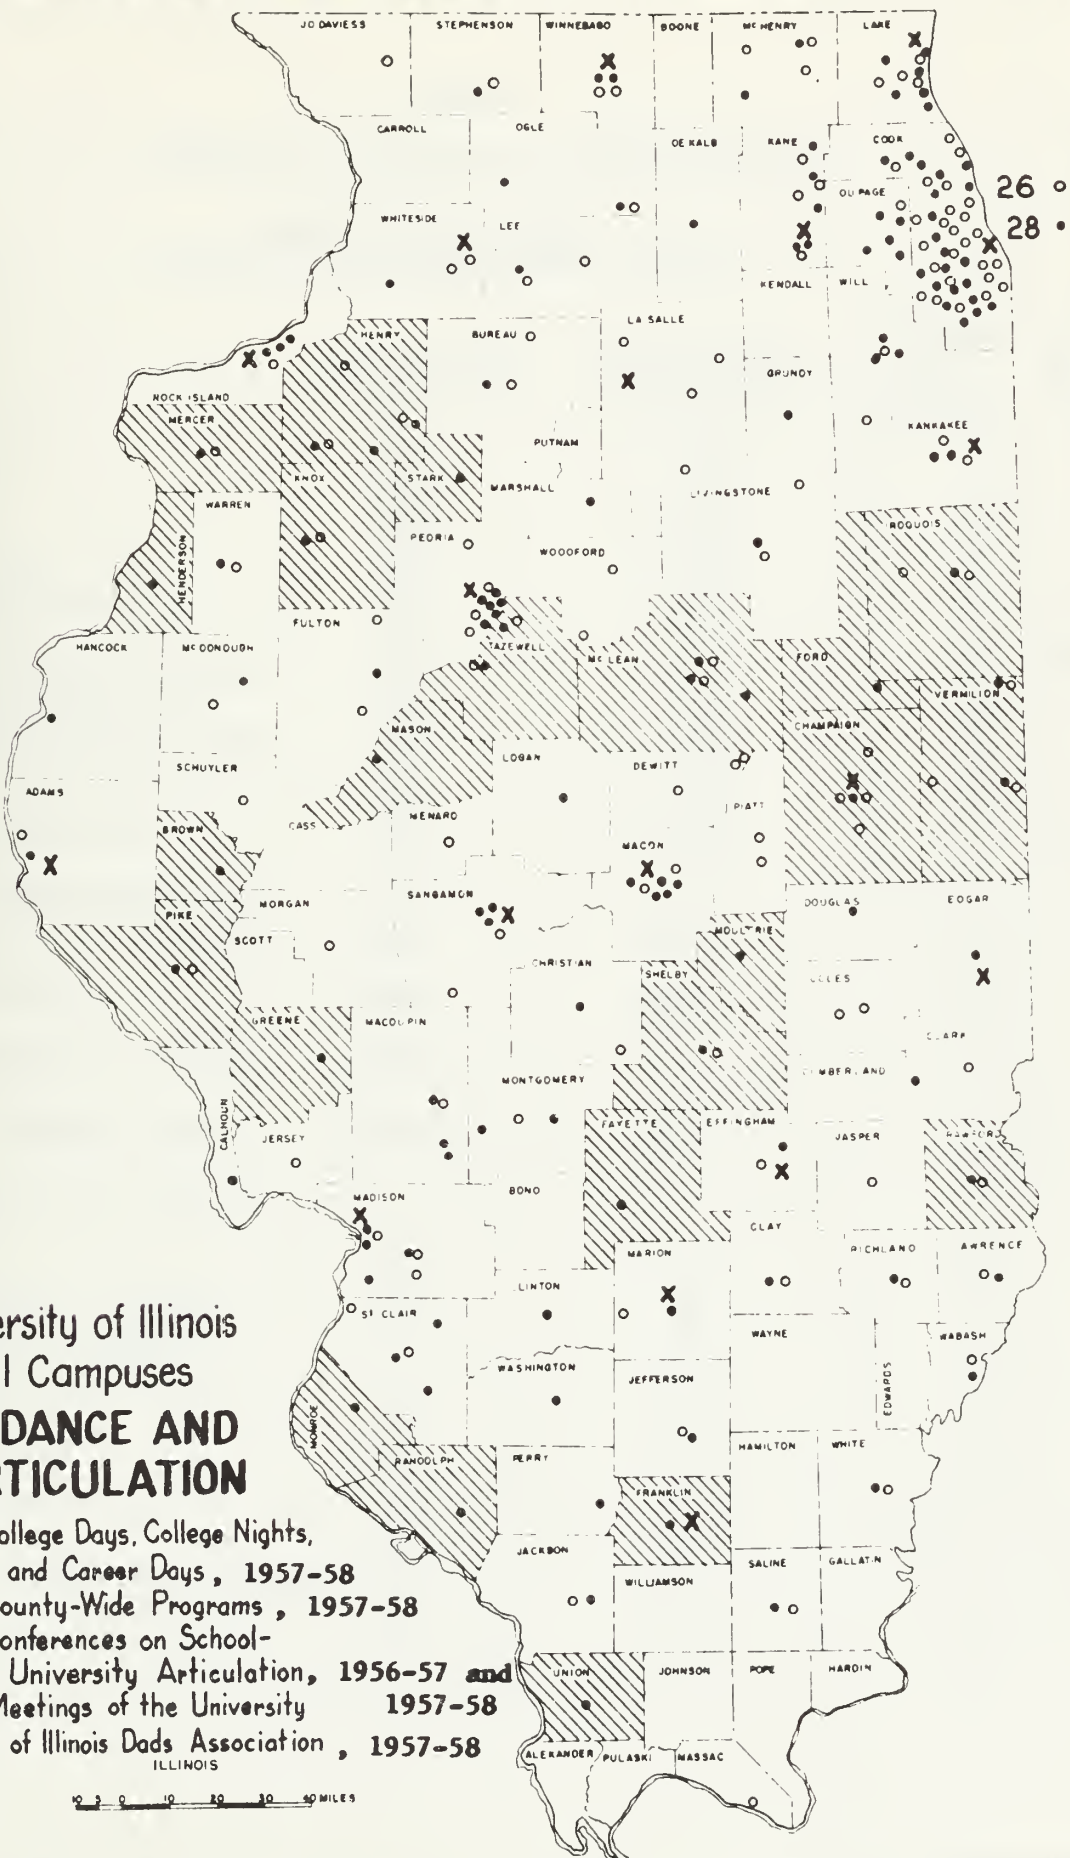 JO DAVIESS STEPHENSON WINNEBAGO BOONE McHENRY LAKE
CARROLL OGLE DE KALB KANE COOK
DU PAGE 26
WHITESIDE LEE 28
KENDALL WILL
HENRY BUREAU LA SALLE
GRUNDY
ROCK ISLAND
MERCER KANKAKEE
PUTNAM
KNOX STARK MARSHALL LIVINGSTONE
WARREN IROQUOIS
HENDERSON PEORIA WOODFORD
FULTON
HANCOCK McDONOUGH TAZEWELL McLEAN FORD
VERMILION
MASON CHAMPAIGN
SCHUYLER LOGAN DEWITT
ADAMS PIATT
BROWN CASS MENARD
MACON
MORGAN SANGAMON DOUGLAS EDGAR
PIKE
SCOTT MOULTRIE
CHRISTIAN SHELBY
COLES
GREENE MACOUPIN
CLARK
MONTGOMERY CUMBERLAND
CALHOUN FAYETTE EFFINGHAM
JERSEY JASPER RAWFORD
MADISON BOND
CLAY
MARION RICHLAND AWRENCE
LINTON
ST CLAIR
WAYNE WABASH
WASHINGTON JEFFERSON EDWARDS
MONROE
HAMILTON WHITE
RANDOLPH PERRY
FRANKLIN
JACKSON
WILLIAMSON SALINE GALLATIN
UNION JOHNSON POPE HARDIN
ALEXANDER PULASKI MASSAC
ersity of Illinois
l Campuses
DANCE AND
RTICULATION
ollege Days, College Nights,
and Career Days, 1957-58
ounty-Wide Programs, 1957-58
onferences on School-
University Articulation, 1956-57 and
Meetings of the University 1957-58
of Illinois Dads Association, 1957-58
ILLINOIS
10 5 0 10 20 30 40 MILES